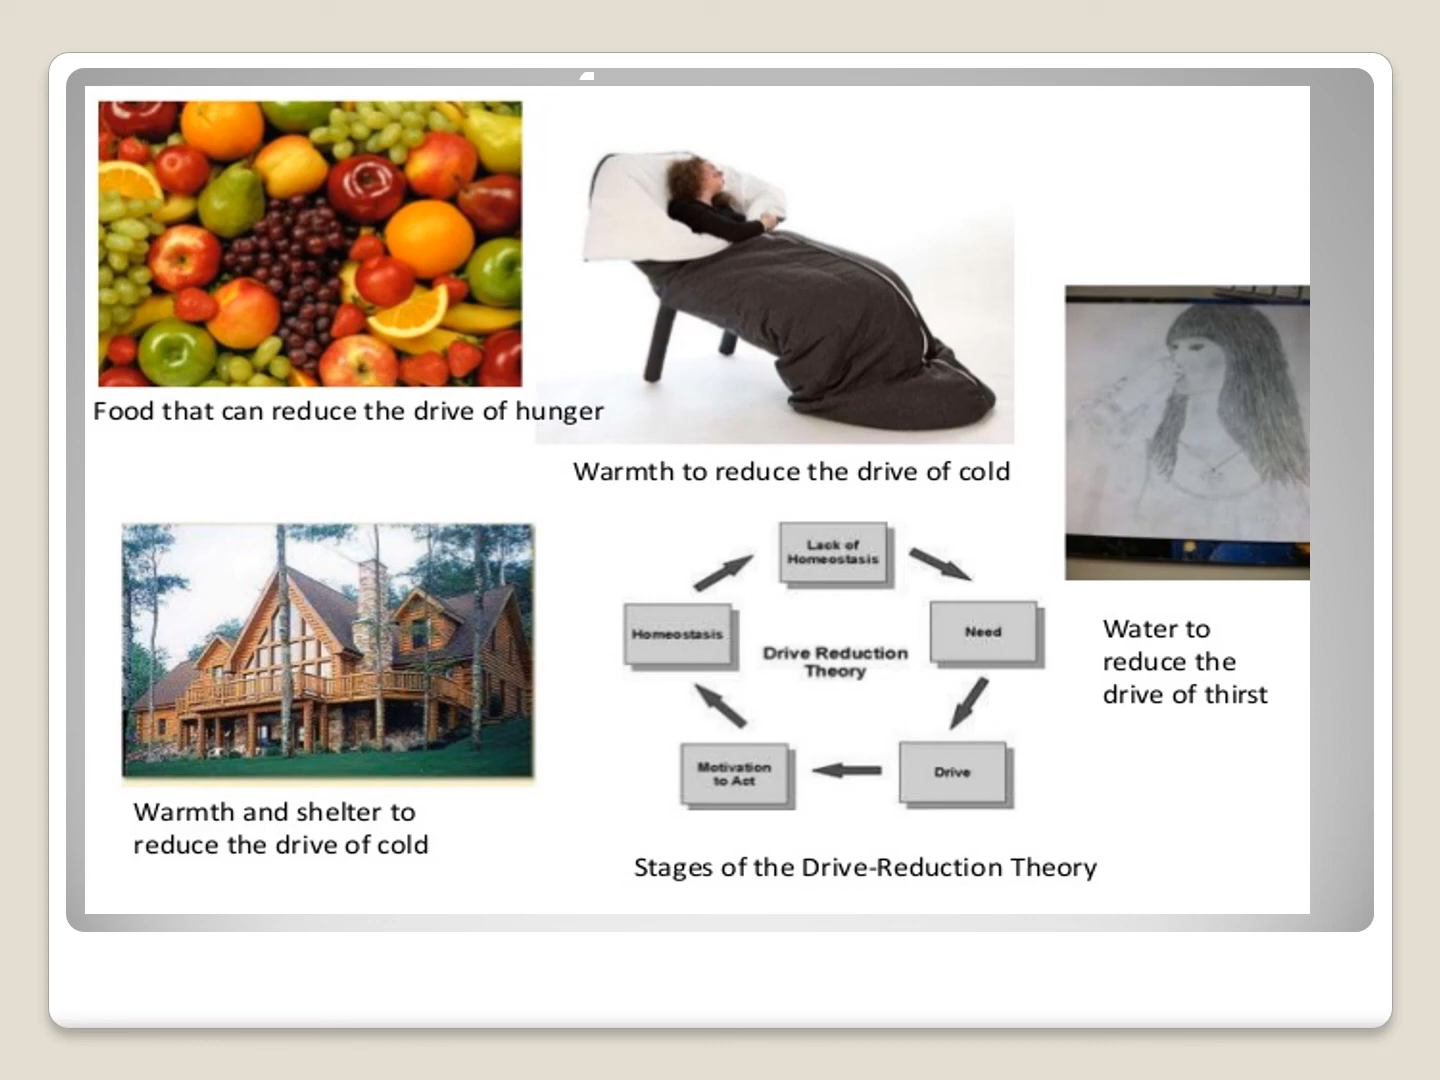 Food that can reduce the drive of hunger
Warmth to reduce the drive of cold
Water to
reduce the
drive of thirst
Warmth and shelter to
reduce the drive of cold
Lack of
Homeostasis
Need
Drive
Motivation
to Act
Homeostasis
Drive Reduction
Theory
Stages of the Drive-Reduction Theory